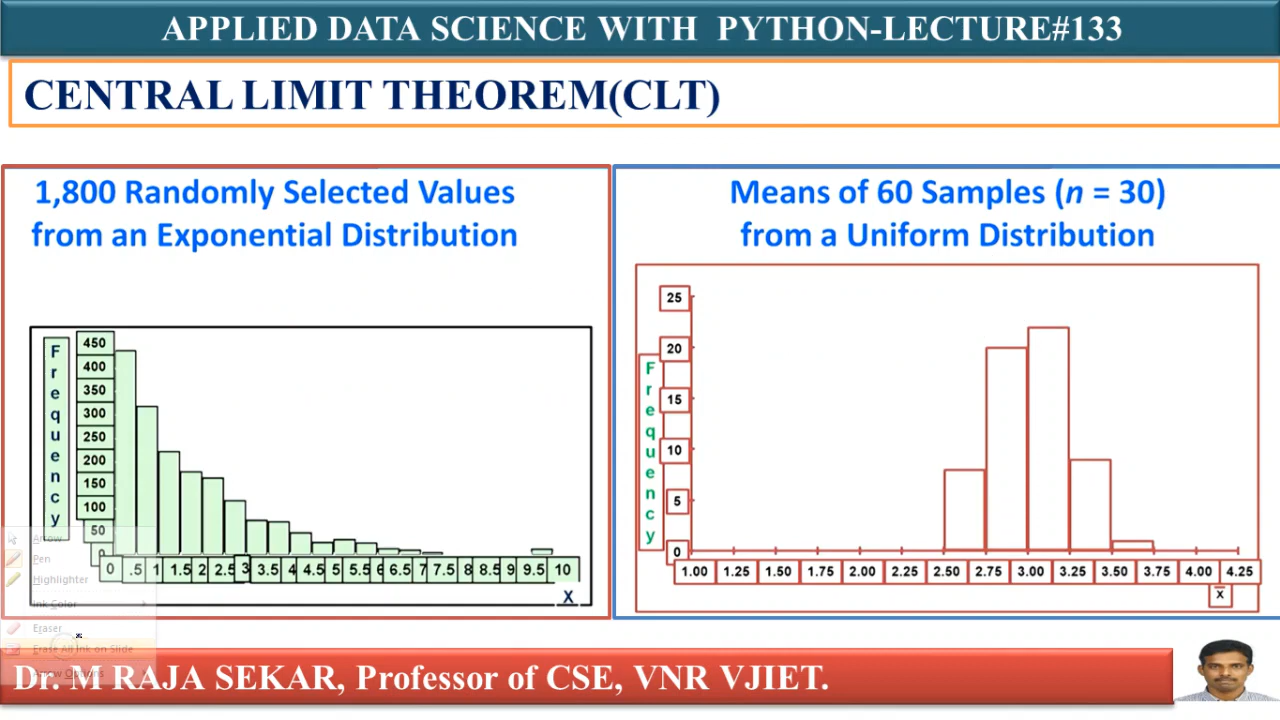 APPLIED DATA SCIENCE WITH PYTHON-LECTURE#133
CENTRAL LIMIT THEOREM(CLT)
1,800 Randomly Selected Values
from an Exponential Distribution
Frequency
450
400
350
300
250
200
150
100
50
0
0 .5 1 1.5 2 2.5 3 3.5 4 4.5 5 5.5 6 6.5 7 7.5 8 8.5 9 9.5 10
X
Means of 60 Samples (n = 30)
from a Uniform Distribution
Frequency
25
20
15
10
5
0
1.00 1.25 1.50 1.75 2.00 2.25 2.50 2.75 3.00 3.25 3.50 3.75 4.00 4.25
x
Arrow
Pen
Highlighter
Ink Color
Eraser
Erase All Ink on Slide
Arrow Options
Dr. M RAJA SEKAR, Professor of CSE, VNR VJIET.